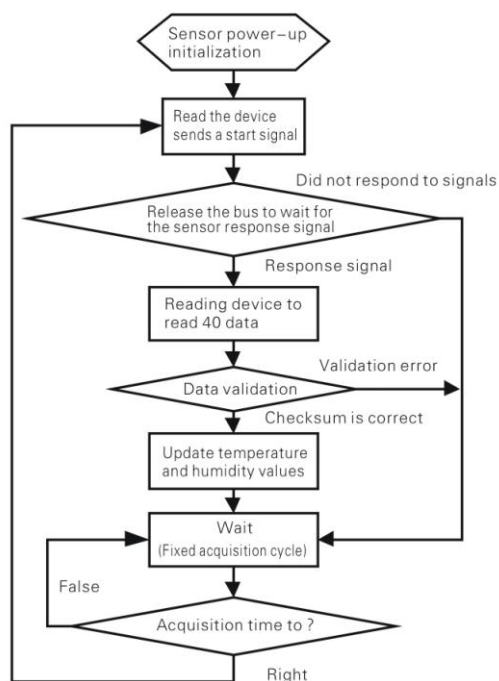 Sensor power-up
initialization
Read the device
sends a start signal
Did not respond to signals
Release the bus to wait for
the sensor response signal
Response signal
Reading device to
read 40 data
Validation error
Data validation
Checksum is correct
Update temperature
and humidity values
Wait
(Fixed acquisition cycle)
False
Acquisition time to ?
Right